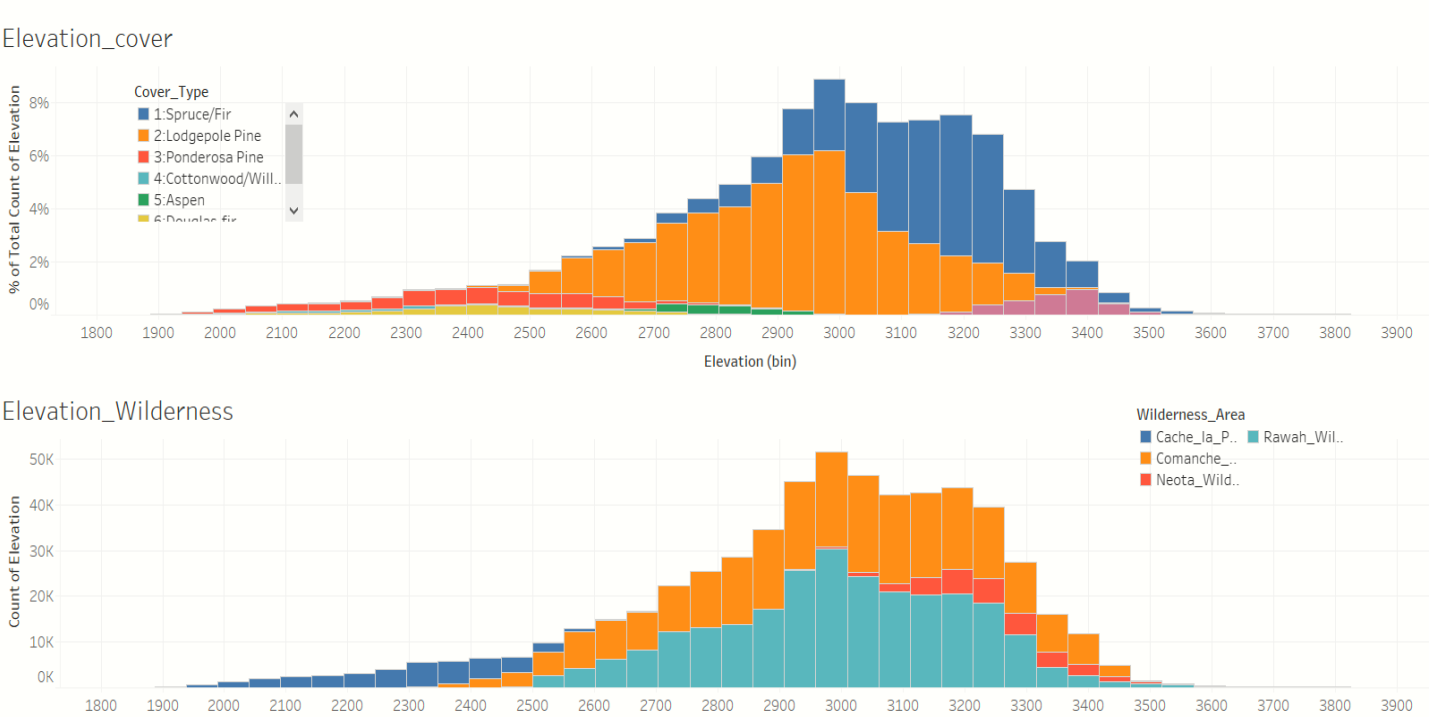 Elevation_cover
% of Total Count of Elevation
Cover_Type
1:Spruce/Fir
2:Lodgepole Pine
3:Ponderosa Pine
4:Cottonwood/Will..
5:Aspen
6:Douglas-fir
8%
6%
4%
2%
0%
1800 1900 2000 2100 2200 2300 2400 2500 2600 2700 2800 2900 3000 3100 3200 3300 3400 3500 3600 3700 3800 3900
Elevation (bin)
Elevation_Wilderness
Wilderness_Area
Cache_la_P.. Rawah_Wil..
Comanche_..
Neota_Wild..
Count of Elevation
50K
40K
30K
20K
10K
0K
1800 1900 2000 2100 2200 2300 2400 2500 2600 2700 2800 2900 3000 3100 3200 3300 3400 3500 3600 3700 3800 3900